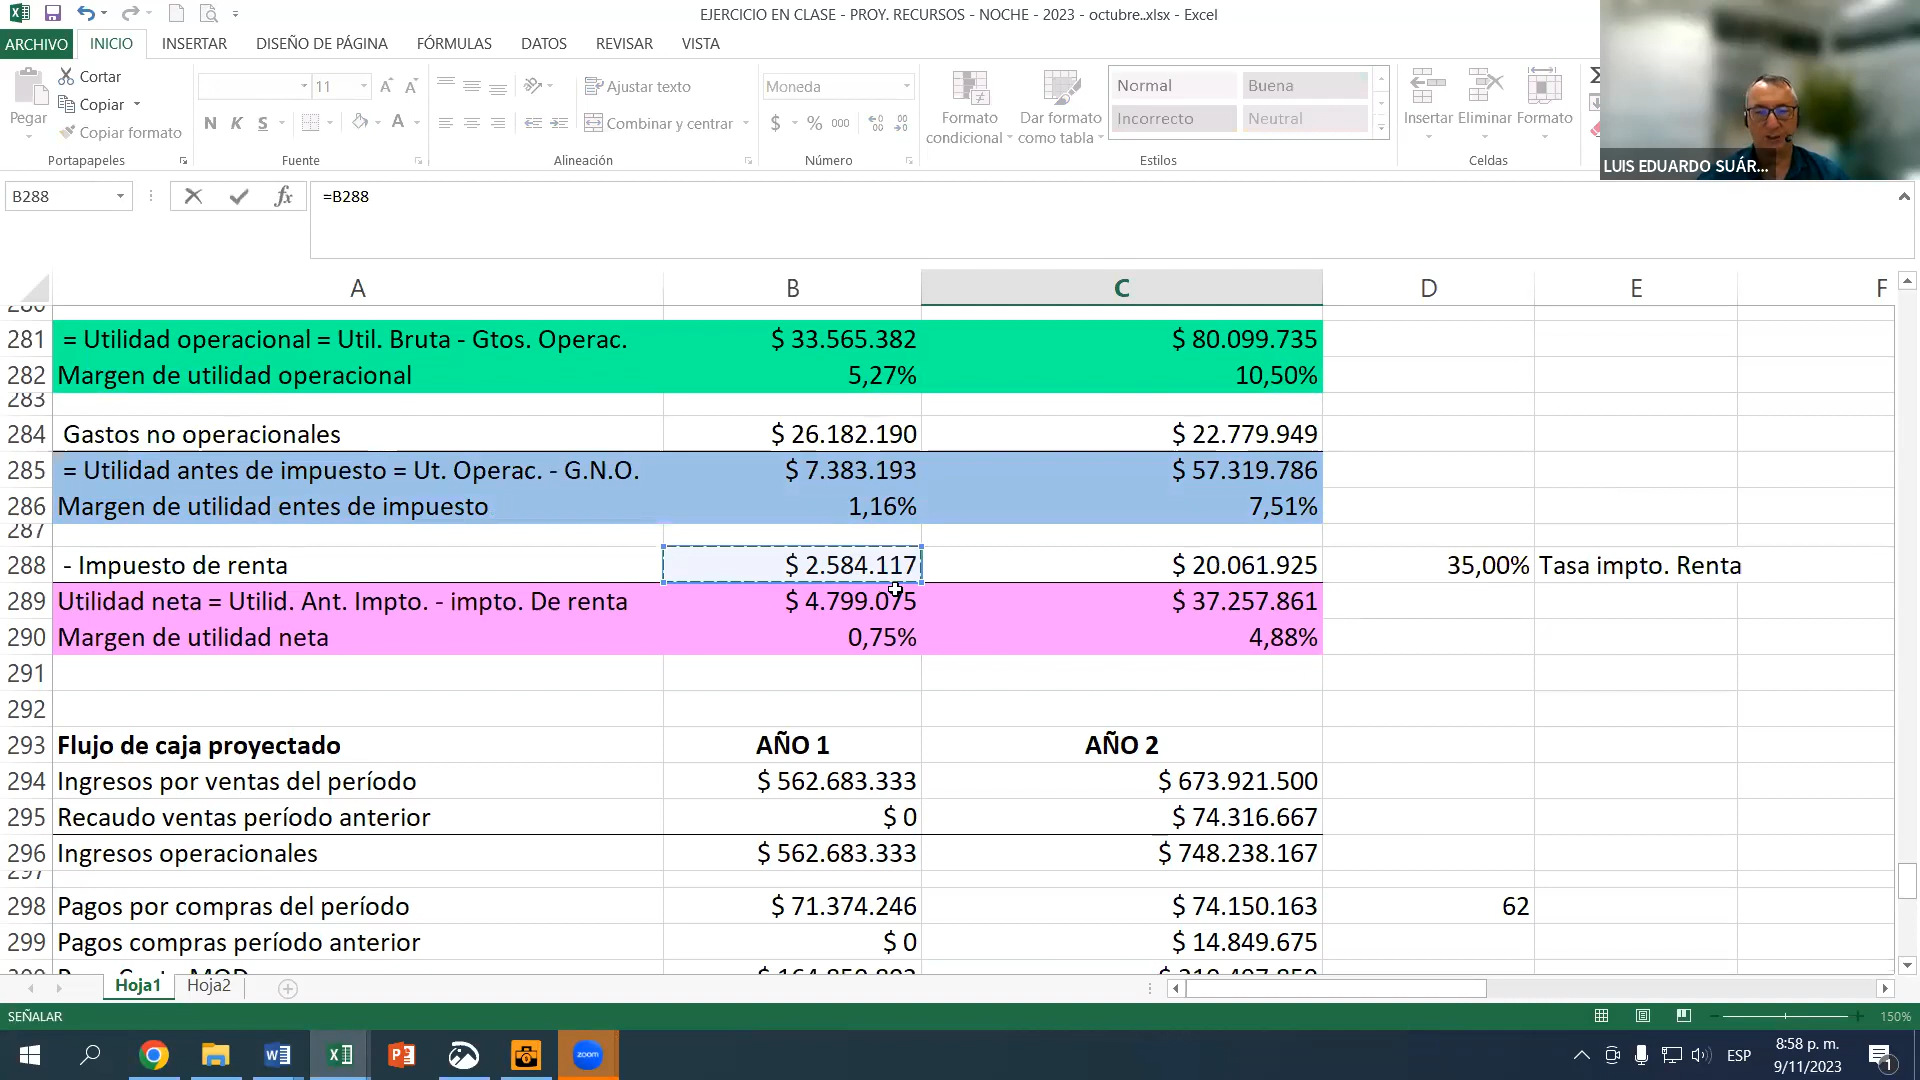 EJERCICIO EN CLASE - PROY. RECURSOS - NOCHE - 2023 - octubre..xlsx - Excel
ARCHIVO INICIO INSERTAR DISEÑO DE PÁGINA FÓRMULAS DATOS REVISAR VISTA
Pegar
Cortar
Copiar
Copiar formato
Portapapeles
11
N K S
Fuente
Ajustar texto
Combinar y centrar
Alineación
Moneda
$ % 000
Número
Formato condicional
Dar formato como tabla
Normal Buena
Incorrecto Neutral
Estilos
Insertar Eliminar Formato
Celdas
LUIS EDUARDO SUÁR...
B288 fx =B288
A B C D E F
281 = Utilidad operacional = Util. Bruta - Gtos. Operac. $ 33.565.382 $ 80.099.735
282 Margen de utilidad operacional 5,27% 10,50%
283
284 Gastos no operacionales $ 26.182.190 $ 22.779.949
285 = Utilidad antes de impuesto = Ut. Operac. - G.N.O. $ 7.383.193 $ 57.319.786
286 Margen de utilidad entes de impuesto 1,16% 7,51%
287
288 - Impuesto de renta $ 2.584.117 $ 20.061.925 35,00% Tasa impto. Renta
289 Utilidad neta = Utilid. Ant. Impto. - impto. De renta $ 4.799.075 $ 37.257.861
290 Margen de utilidad neta 0,75% 4,88%
291
292
293 Flujo de caja proyectado AÑO 1 AÑO 2
294 Ingresos por ventas del período $ 562.683.333 $ 673.921.500
295 Recaudo ventas período anterior $ 0 $ 74.316.667
296 Ingresos operacionales $ 562.683.333 $ 748.238.167
297
298 Pagos por compras del período $ 71.374.246 $ 74.150.163 62
299 Pagos compras período anterior $ 0 $ 14.849.675
Hoja1 Hoja2
SEÑALAR
150%
zoom
ESP
8:58 p. m.
9/11/2023
1